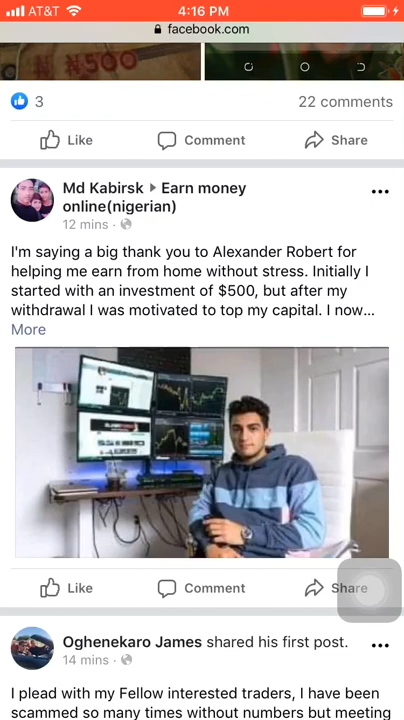 AT&T 4:16 PM
facebook.com
₦500
3 22 comments
Like Comment Share
Md Kabirsk ▸ Earn money
online(nigerian)
12 mins ·
I'm saying a big thank you to Alexander Robert for
helping me earn from home without stress. Initially I
started with an investment of $500, but after my
withdrawal I was motivated to top my capital. I now...
More
Like Comment Share
Oghenekaro James shared his first post.
14 mins ·
I plead with my Fellow interested traders, I have been
scammed so many times without numbers but meeting